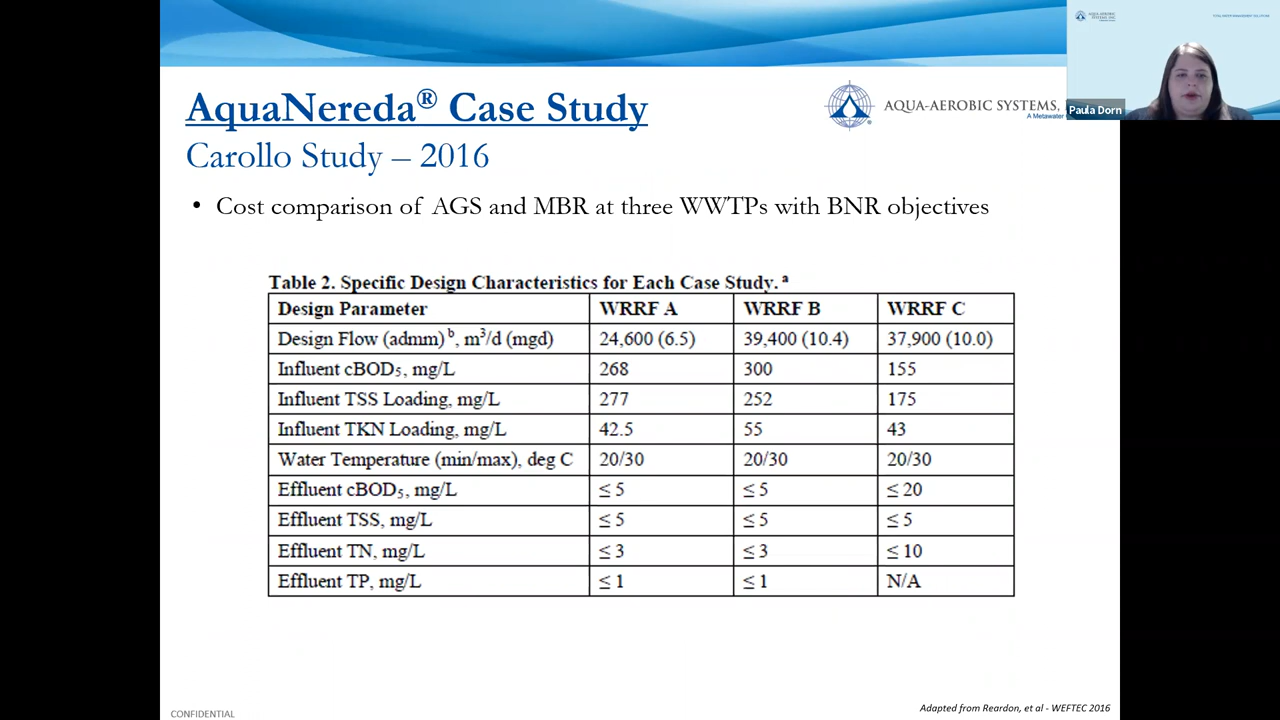 AquaNereda® Case Study
Carollo Study – 2016
AQUA-AEROBIC SYSTEMS,
A Metawater
Paula Dorn
• Cost comparison of AGS and MBR at three WWTPs with BNR objectives
Table 2. Specific Design Characteristics for Each Case Study. a
Design Parameter WRRF A WRRF B WRRF C
Design Flow (admm) b, m3/d (mgd) 24,600 (6.5) 39,400 (10.4) 37,900 (10.0)
Influent cBOD5, mg/L 268 300 155
Influent TSS Loading, mg/L 277 252 175
Influent TKN Loading, mg/L 42.5 55 43
Water Temperature (min/max), deg C 20/30 20/30 20/30
Effluent cBOD5, mg/L ≤ 5 ≤ 5 ≤ 20
Effluent TSS, mg/L ≤ 5 ≤ 5 ≤ 5
Effluent TN, mg/L ≤ 3 ≤ 3 ≤ 10
Effluent TP, mg/L ≤ 1 ≤ 1 N/A
Adapted from Reardon, et al - WEFTEC 2016
CONFIDENTIAL